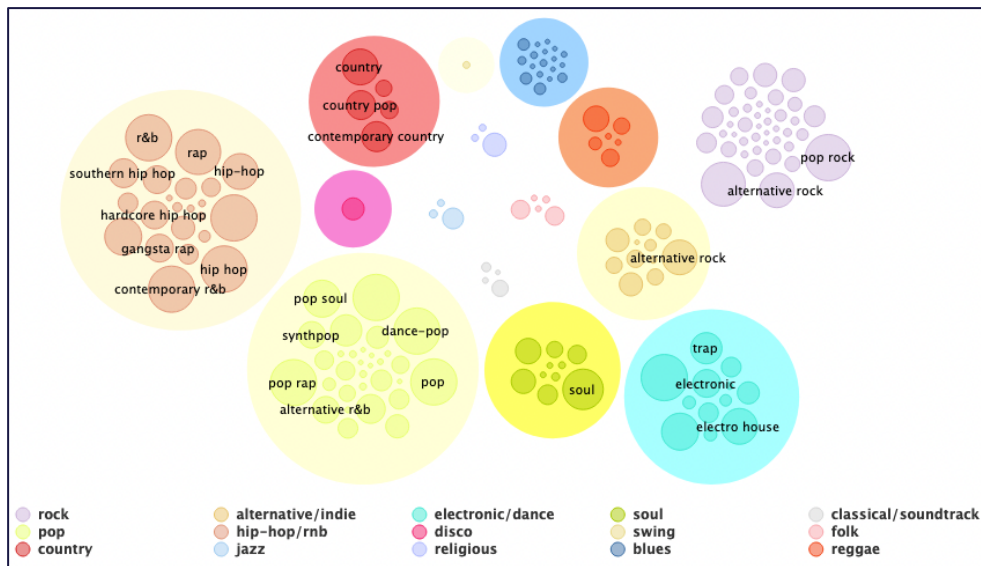 country
country pop
contemporary country
r&b
rap
southern hip hop
hip-hop
hardcore hip hop
gangsta rap
hip hop
contemporary r&b
pop rock
alternative rock
alternative rock
pop soul
synthpop
dance-pop
pop rap
pop
alternative r&b
soul
trap
electronic
electro house
rock
alternative/indie
electronic/dance
soul
classical/soundtrack
pop
hip-hop/rnb
disco
swing
folk
country
jazz
religious
blues
reggae